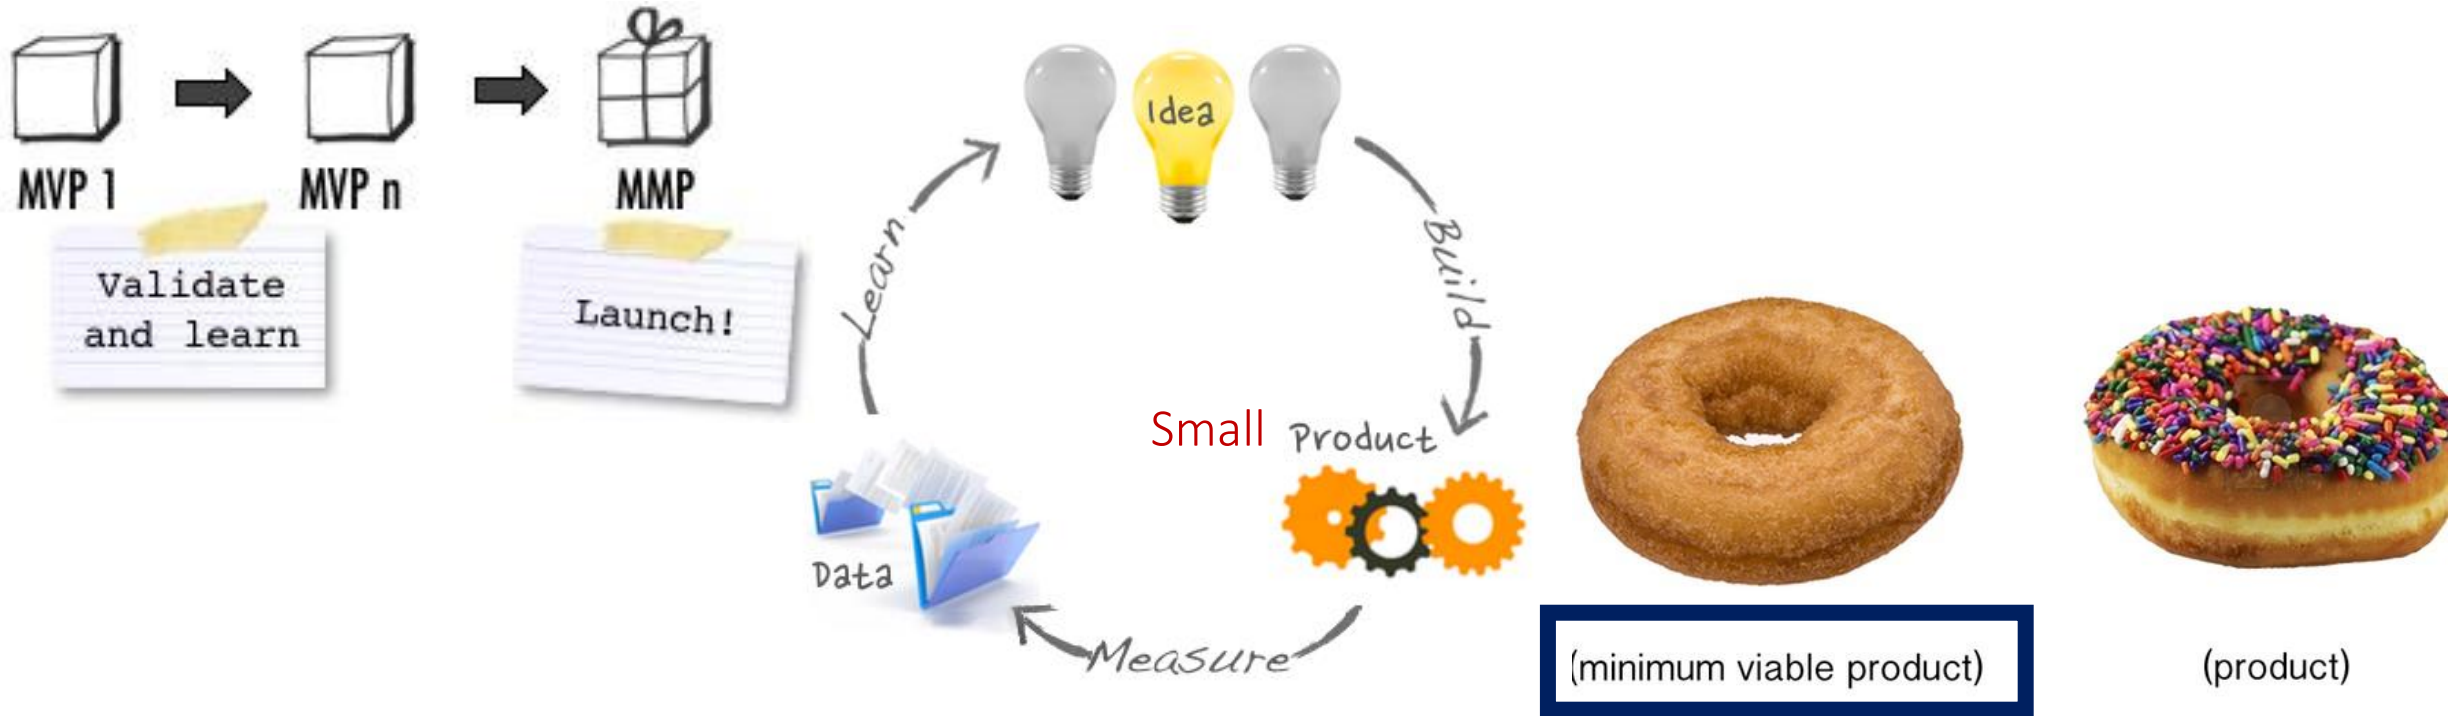 MVP 1
MVP n
MMP
Validate
and learn
Launch!
Idea
Learn
Build
Small Product
Data
Measure
(minimum viable product)
(product)